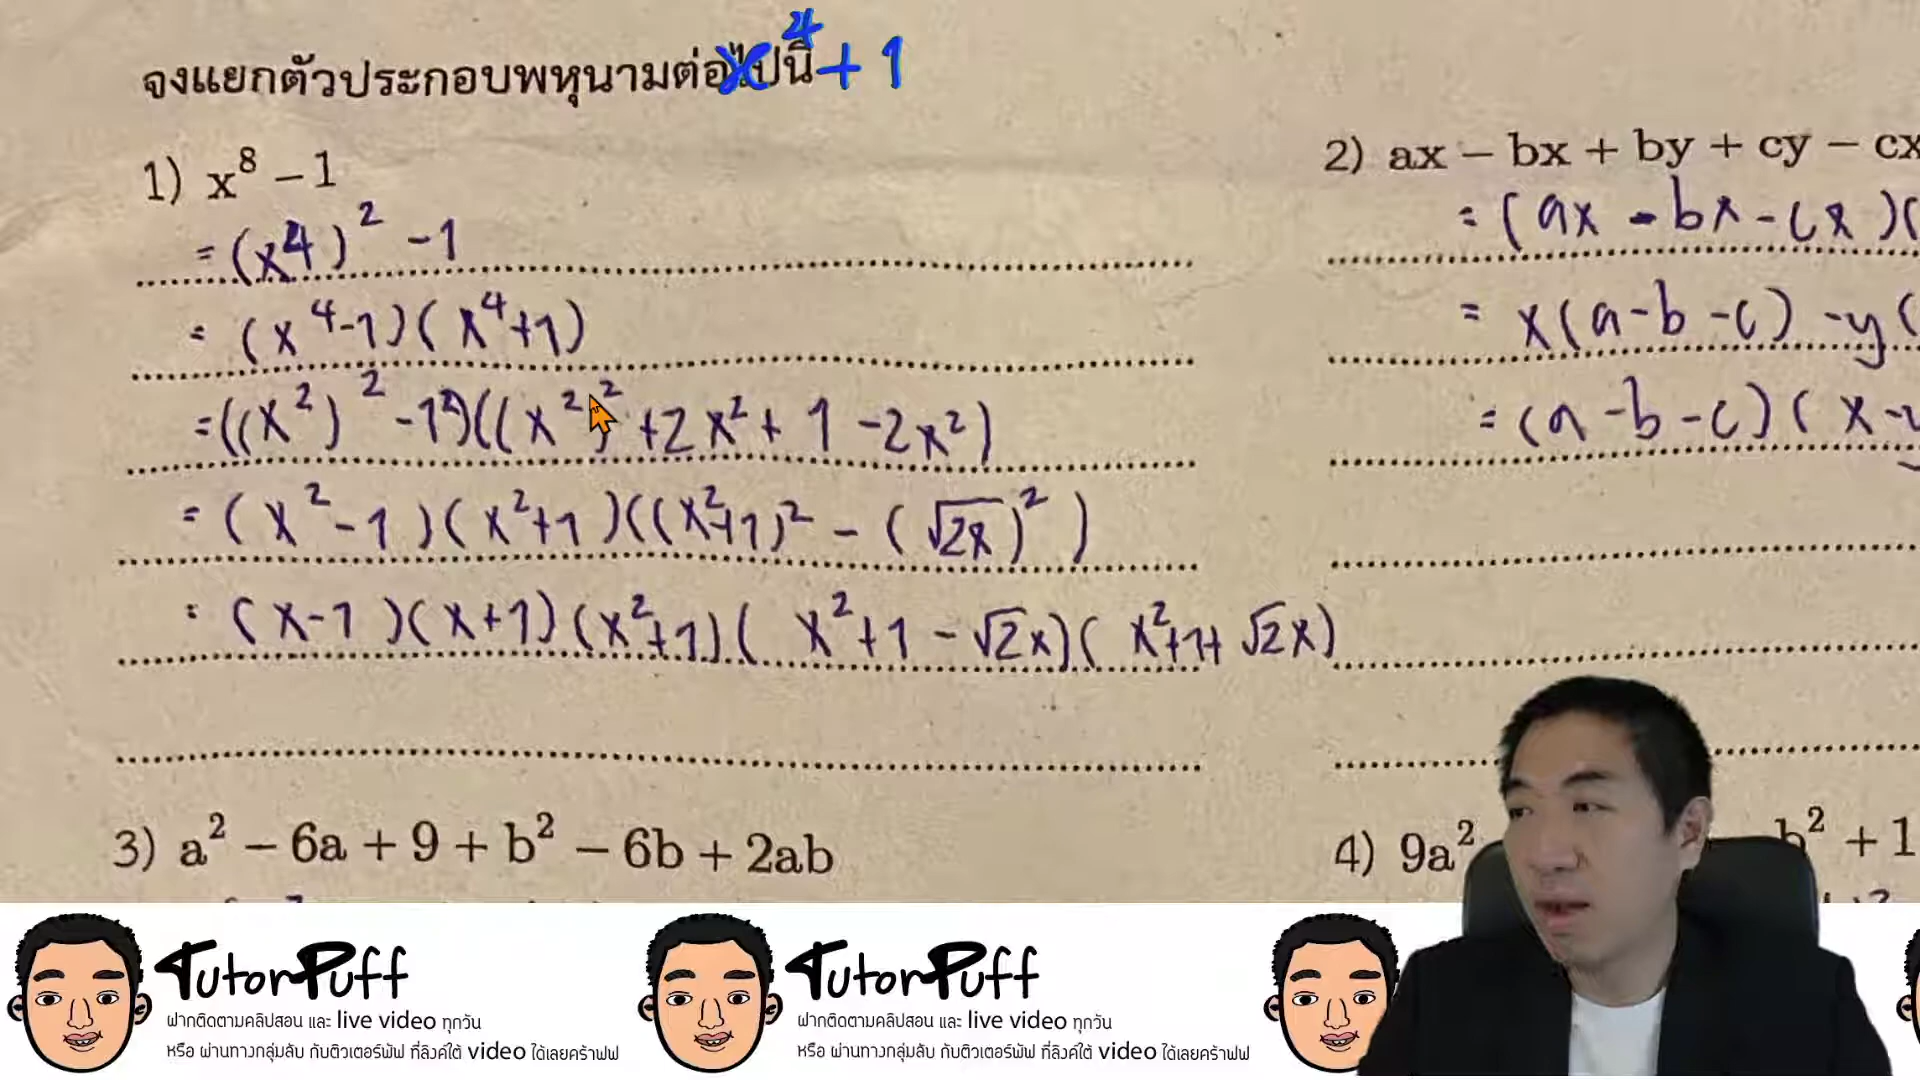 จงแยกตัวประกอบพหุนามต่อไปนี้
x⁴ + 1
1) x⁸ − 1
= (x⁴)² − 1
= (x⁴−1)(x⁴+1)
= ((x²)² − 1²)((x²)² + 2x² + 1 − 2x²)
= (x² − 1)(x²+1)((x²+1)² − (√2x)²)
= (x−1)(x+1)(x²+1)(x²+1 − √2x)(x²+1+ √2x)
2) ax − bx + by + cy − cx
= (ax − bx − cx)(
= x(a−b−c) −y(
= (a −b −c)(x−y
3) a² − 6a + 9 + b² − 6b + 2ab
4) 9a² b² + 1
TutorPuff
ฝากติดตามคลิปสอน และ live video ทุกวัน
หรือ ผ่านทางกลุ่มลับ กับติวเตอร์พัฟ ที่ลิงค์ใต้ video ได้เลยคร้าฟฟ
TutorPuff
ฝากติดตามคลิปสอน และ live video ทุกวัน
หรือ ผ่านทางกลุ่มลับ กับติวเตอร์พัฟ ที่ลิงค์ใต้ video ได้เลยคร้าฟฟ